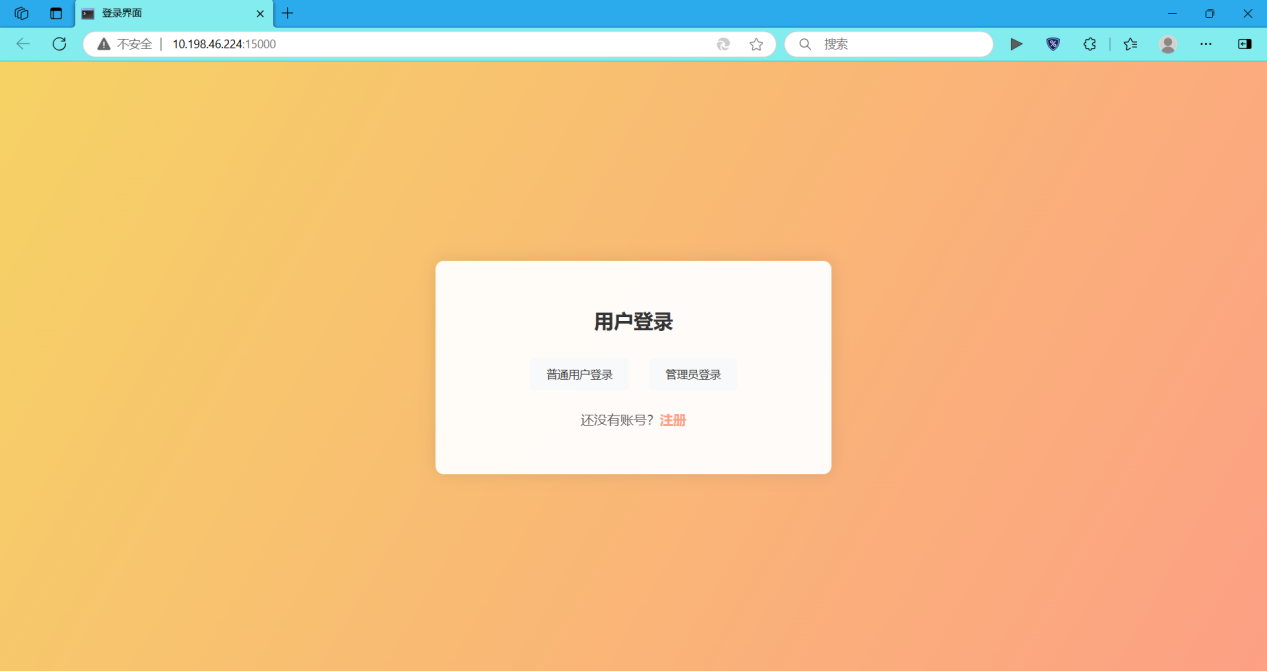 登录界面
不安全 | 10.198.46.224:15000
搜索
用户登录
普通用户登录 管理员登录
还没有账号? 注册